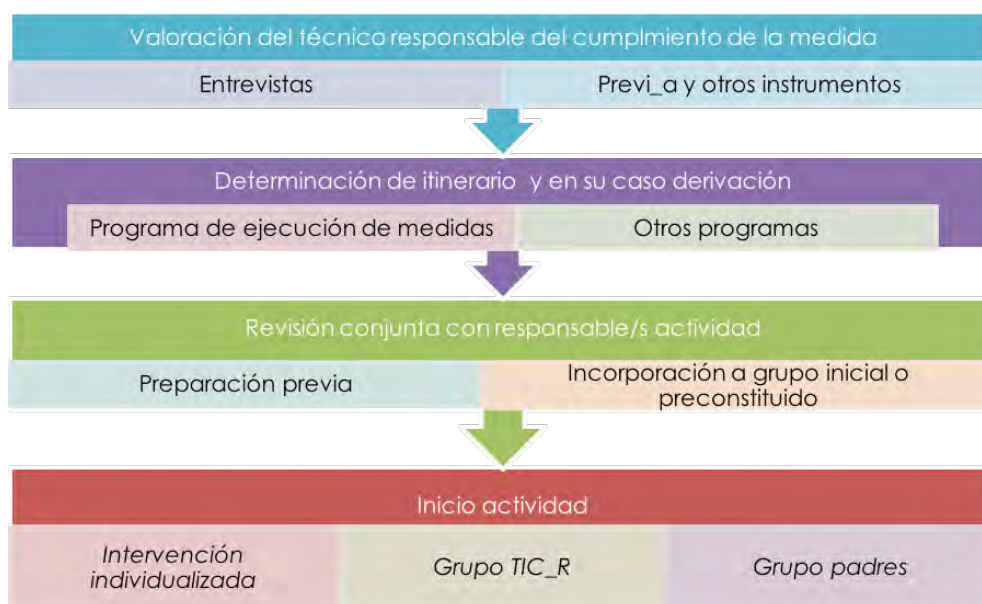 Valoración del técnico responsable del cumplmiento de la medida
Entrevistas
Previ_a y otros instrumentos
Determinación de itinerario y en su caso derivación
Programa de ejecución de medidas
Otros programas
Revisión conjunta con responsable/s actividad
Preparación previa
Incorporación a grupo inicial o
preconstituido
Inicio actividad
Intervención
individualizada
Grupo TIC_R
Grupo padres